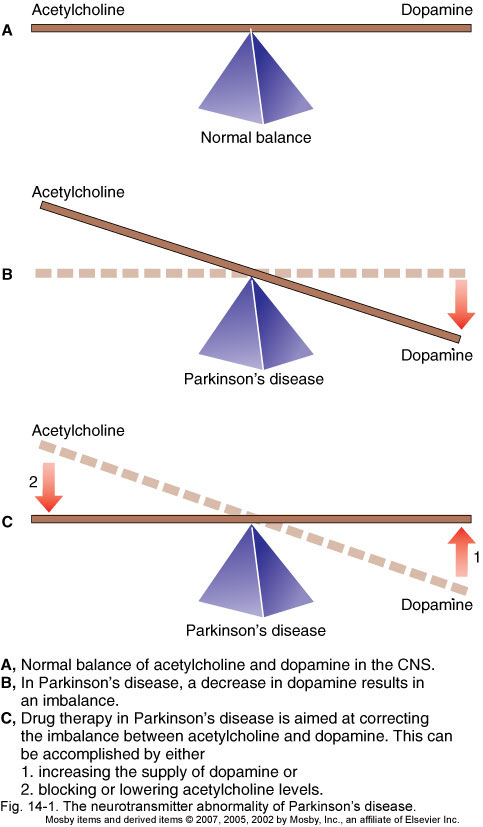 Acetylcholine Dopamine
A
Normal balance
Acetylcholine
B
Dopamine
Parkinson's disease
Acetylcholine
2
C
1
Dopamine
Parkinson's disease
A, Normal balance of acetylcholine and dopamine in the CNS.
B, In Parkinson's disease, a decrease in dopamine results in
an imbalance.
C, Drug therapy in Parkinson's disease is aimed at correcting
the imbalance between acetylcholine and dopamine. This can
be accomplished by either
1. increasing the supply of dopamine or
2. blocking or lowering acetylcholine levels.
Fig. 14-1. The neurotransmitter abnormality of Parkinson's disease.
Mosby items and derived items © 2007, 2005, 2002 by Mosby, Inc., an affiliate of Elsevier Inc.